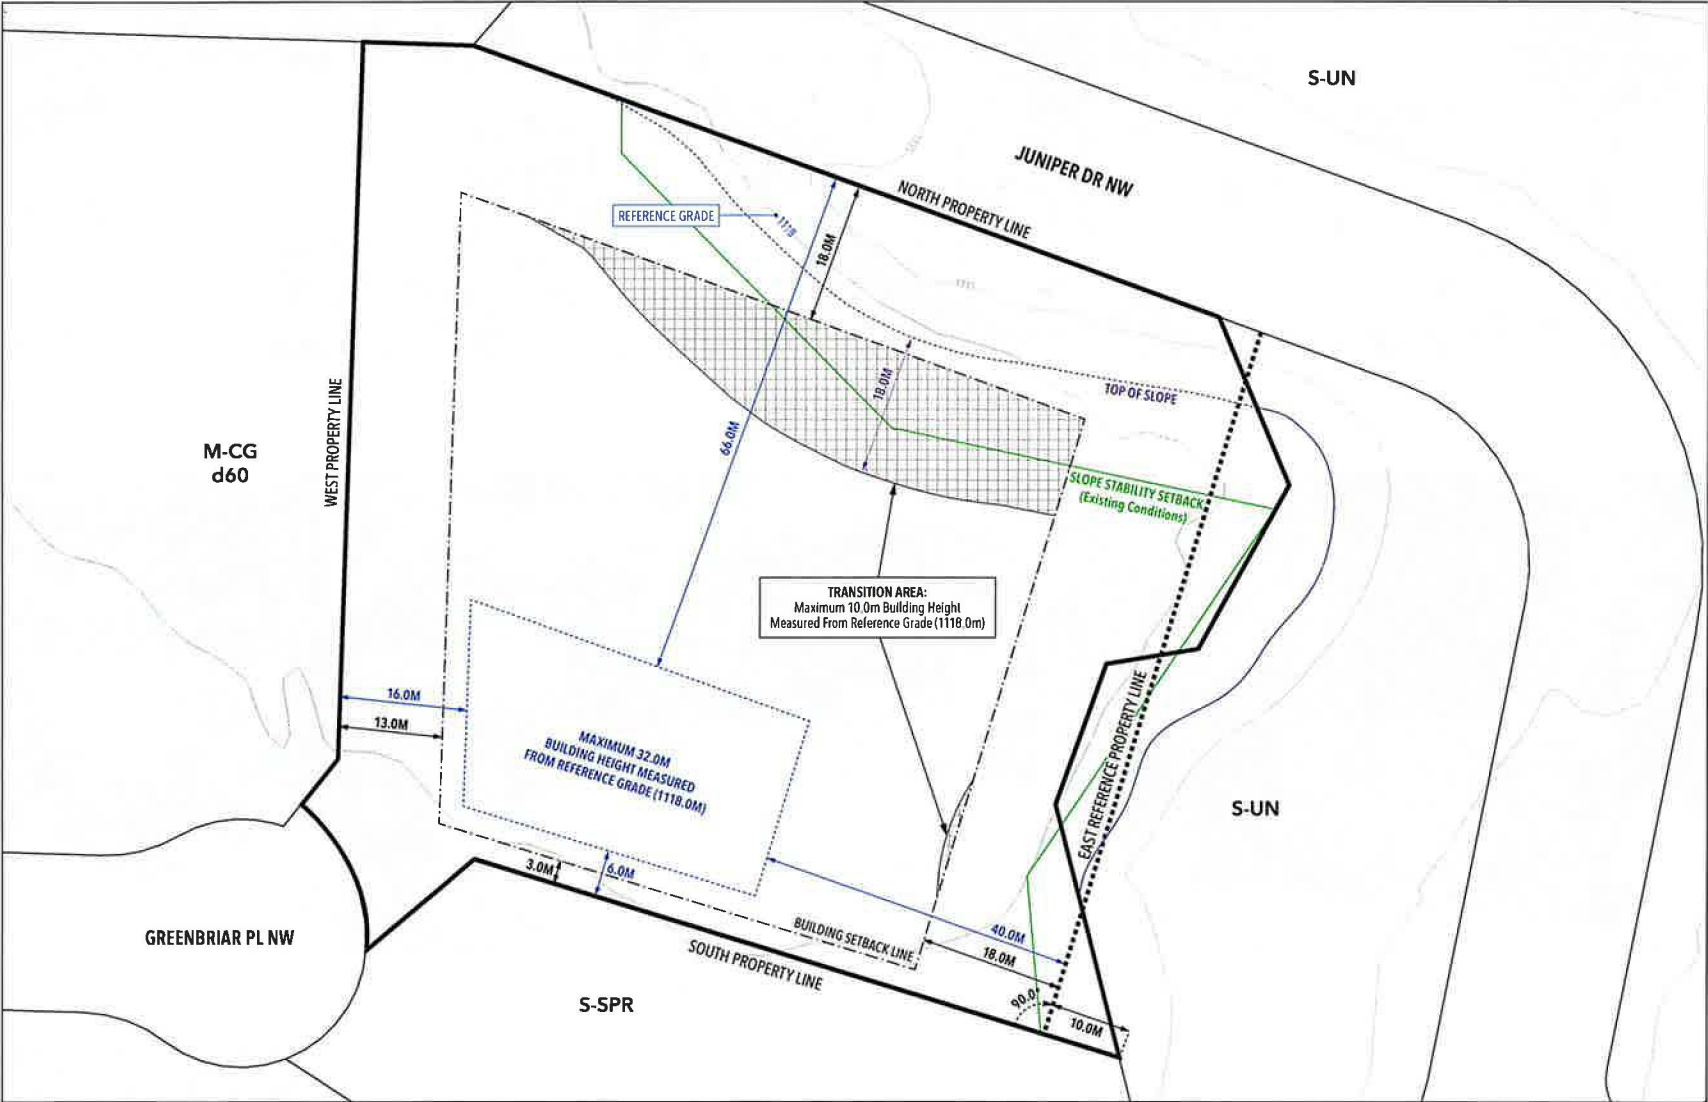 S-UN
JUNIPER DR NW
NORTH PROPERTY LINE
REFERENCE GRADE
1118
18.0M
66.0M
18.0M
TOP OF SLOPE
WEST PROPERTY LINE
M-CG
d60
SLOPE STABILITY SETBACK
(Existing Conditions)
TRANSITION AREA:
Maximum 10.0m Building Height
Measured From Reference Grade (1118.0m)
16.0M
13.0M
MAXIMUM 32.0M
BUILDING HEIGHT MEASURED
FROM REFERENCE GRADE (1118.0M)
EAST REFERENCE PROPERTY LINE
S-UN
3.0M
6.0M
GREENBRIAR PL NW
BUILDING SETBACK LINE
SOUTH PROPERTY LINE
40.0M
18.0M
90.0°
10.0M
S-SPR